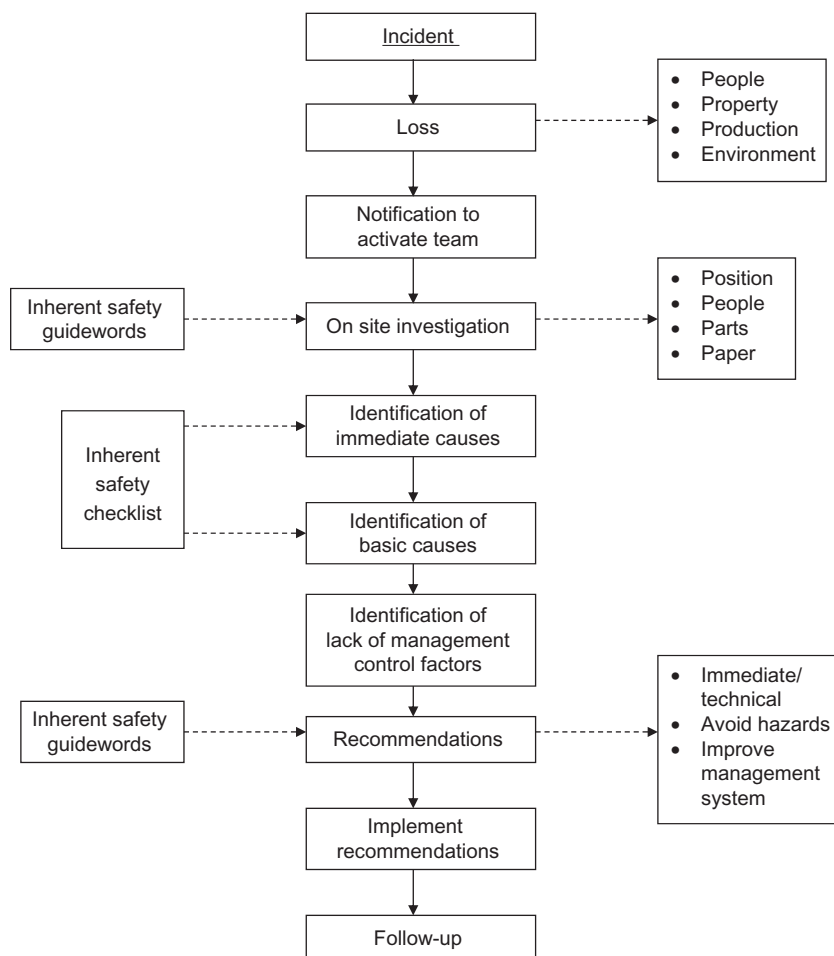 Incident
• People
• Property
• Production
• Environment
Loss
Notification to
activate team
Inherent safety
guidewords
On site investigation
• Position
• People
• Parts
• Paper
Inherent
safety
checklist
Identification of
immediate causes
Identification of
basic causes
Identification of
lack of management
control factors
Inherent safety
guidewords
Recommendations
• Immediate/
technical
• Avoid hazards
• Improve
management
system
Implement
recommendations
Follow-up